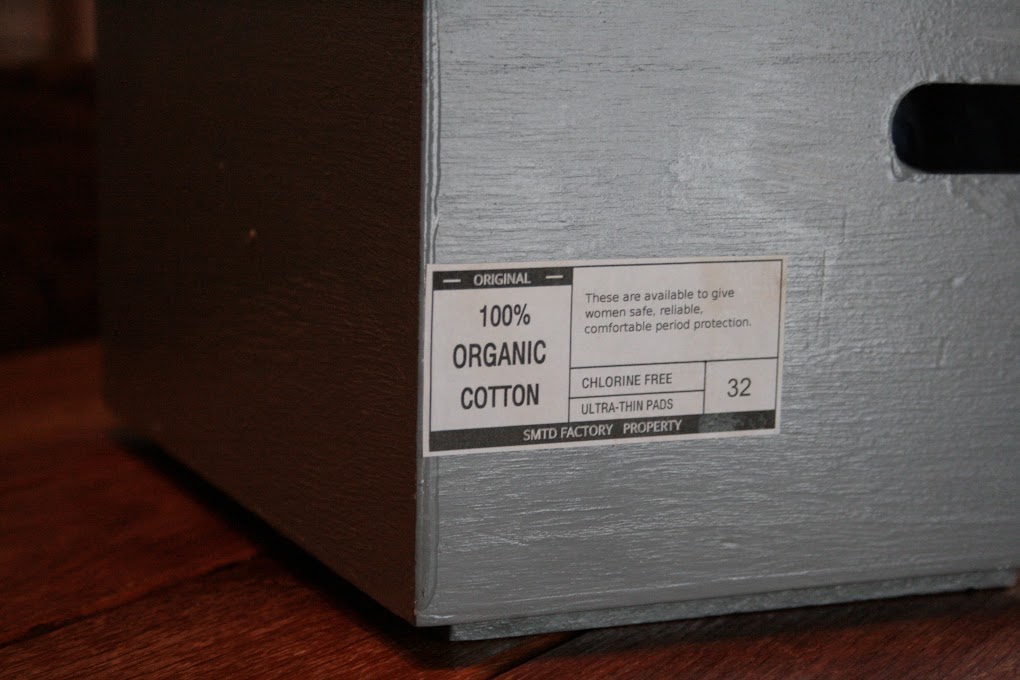 — ORIGINAL —
100%
ORGANIC
COTTON
These are available to give
women safe, reliable,
comfortable period protection.
CHLORINE FREE
ULTRA-THIN PADS
32
SMTD FACTORY PROPERTY